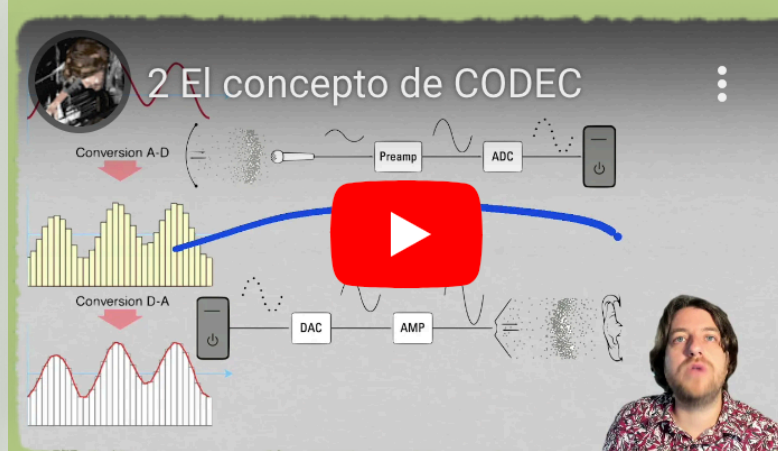 2 El concepto de CODEC
Conversion A-D
Preamp
ADC
Conversion D-A
DAC
AMP